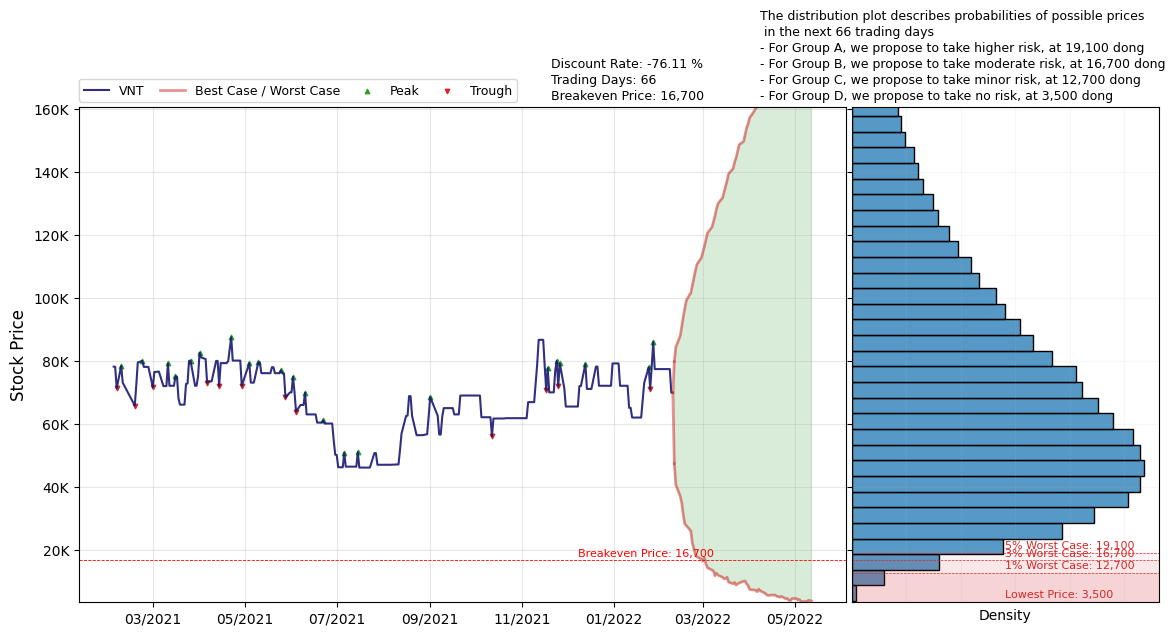 The distribution plot describes probabilities of possible prices
in the next 66 trading days
- For Group A, we propose to take higher risk, at 19,100 dong
- For Group B, we propose to take moderate risk, at 16,700 dong
- For Group C, we propose to take minor risk, at 12,700 dong
- For Group D, we propose to take no risk, at 3,500 dong
Discount Rate: -76.11 %
Trading Days: 66
Breakeven Price: 16,700
VNT
Best Case / Worst Case
Peak
Trough
Stock Price
160K
140K
120K
100K
80K
60K
40K
20K
Breakeven Price: 16,700
03/2021
05/2021
07/2021
09/2021
11/2021
01/2022
03/2022
05/2022
5% Worst Case: 19,100
3% Worst Case: 16,700
1% Worst Case: 12,700
Lowest Price: 3,500
Density